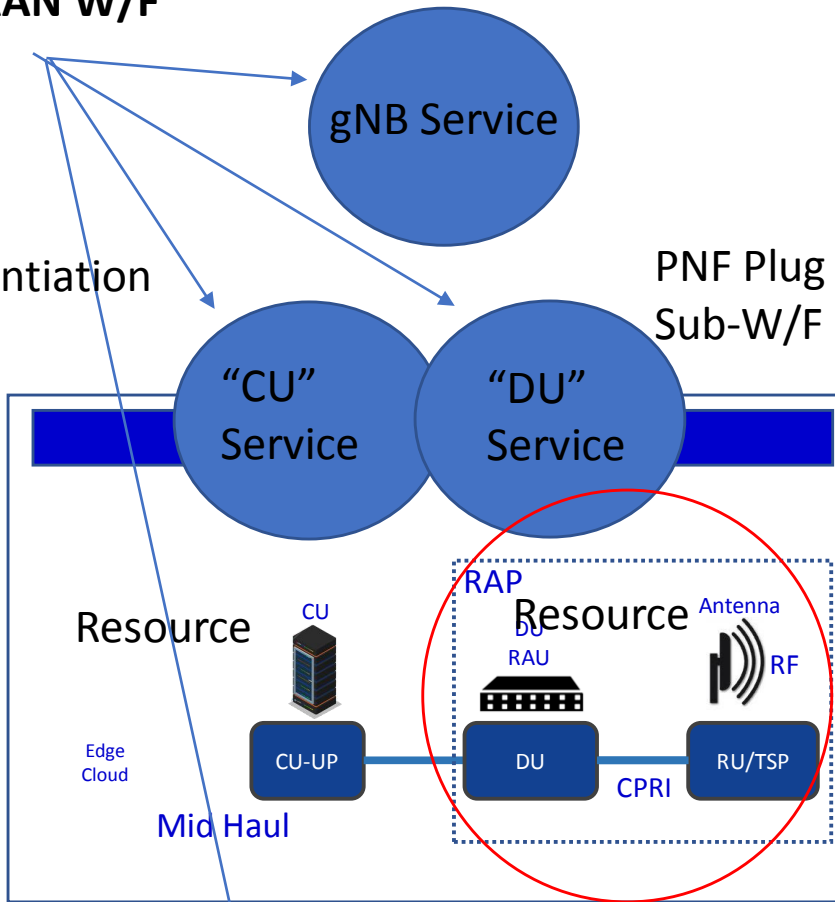 AN W/F
gNB Service
ntiation
PNF Plug
Sub-W/F
“CU”
Service
“DU”
Service
RAP
Resource
CU
Resource
DU
RAU
Antenna
RF
Edge
Cloud
CU-UP
DU
CPRI
RU/TSP
Mid Haul